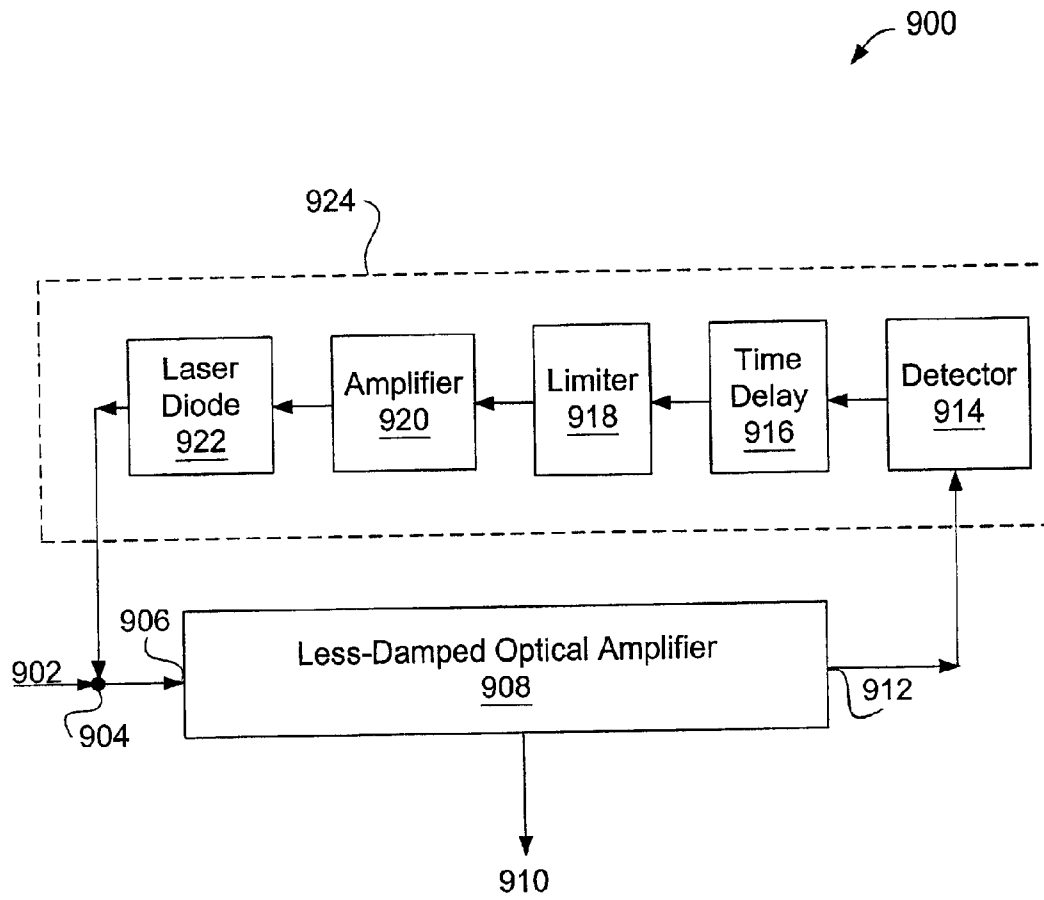 900
924
Laser
Diode
922
Amplifier
920
Limiter
918
Time
Delay
916
Detector
914
906
902
904
Less-Damped Optical Amplifier
908
912
910